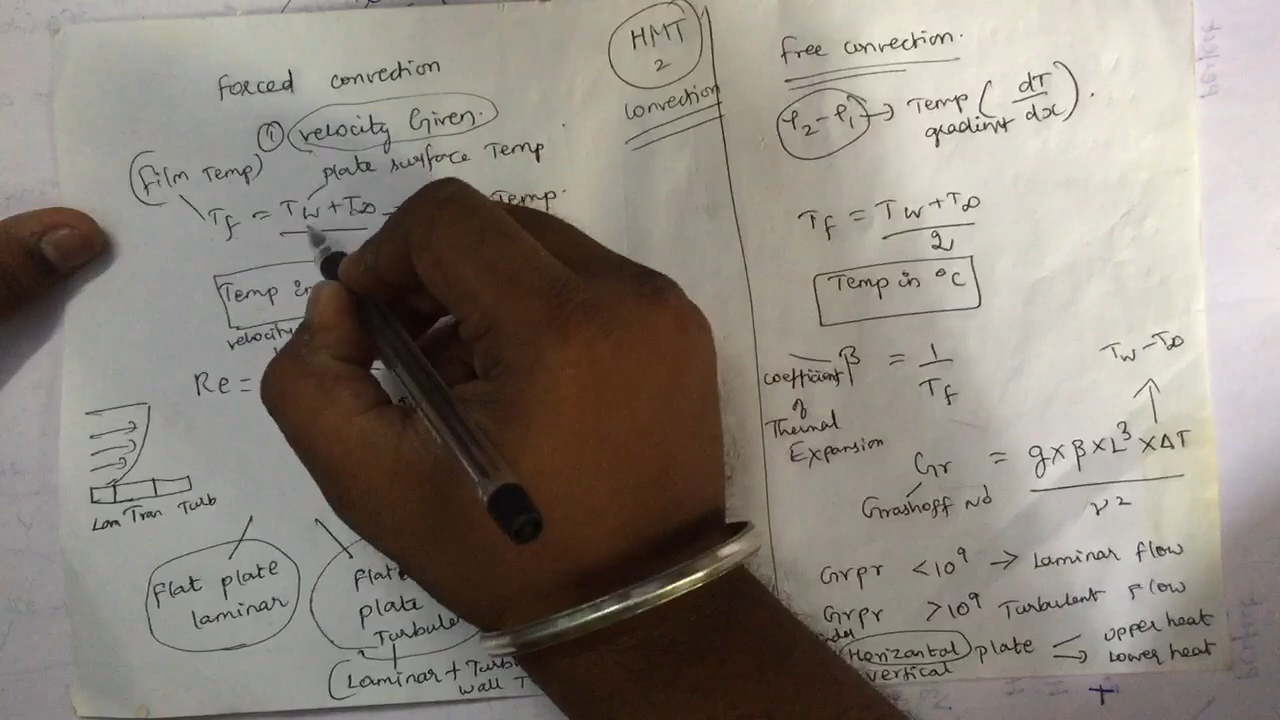 HMT
2
Convection
Forced convection
① velocity Given.
(Film Temp)
plate surface Temp
Tf = Tw + T∞
Temp.
Temp in
velocity
Re =
Lam Tran Turb
Flat plate
laminar
plate
Turbulen
(Laminar + Turb
wall T
Free convection.
ρ2 - ρ1 → Temp (dT/dx).
gradient
Tf = Tw + T∞
2
Temp in °C
coefficient β = 1/Tf
of
Thermal
Expansion
Tw - T∞
Gr = g x β x L³ x ΔT
ν²
Grashoff No
Grpr < 10⁹ → Laminar flow
Grpr > 10⁹ Turbulent Flow
Horizantal plate
upper heat
lower heat
vertical